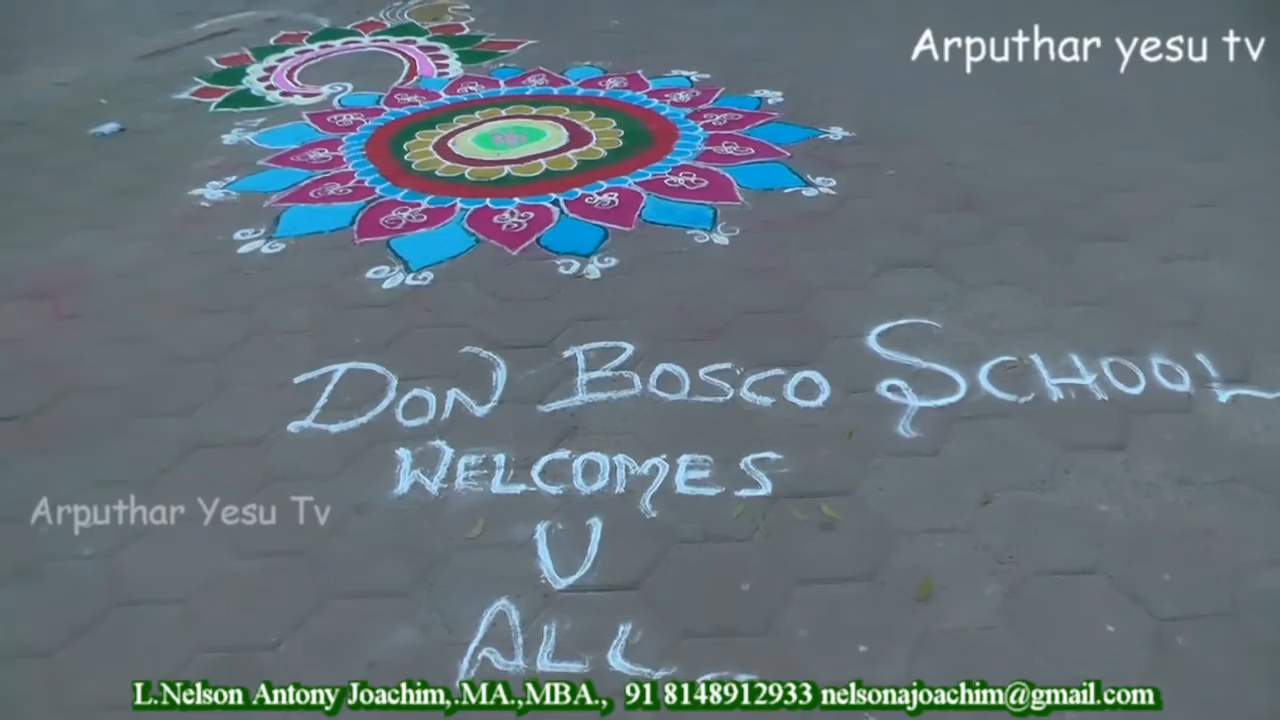 Arputhar yesu tv
DON BOSCO SCHOOL
WELCOMES
Arputhar Yesu Tv
U
ALL
L.Nelson Antony Joachim,.MA.,MBA., 91 8148912933 nelsonajoachim@gmail.com